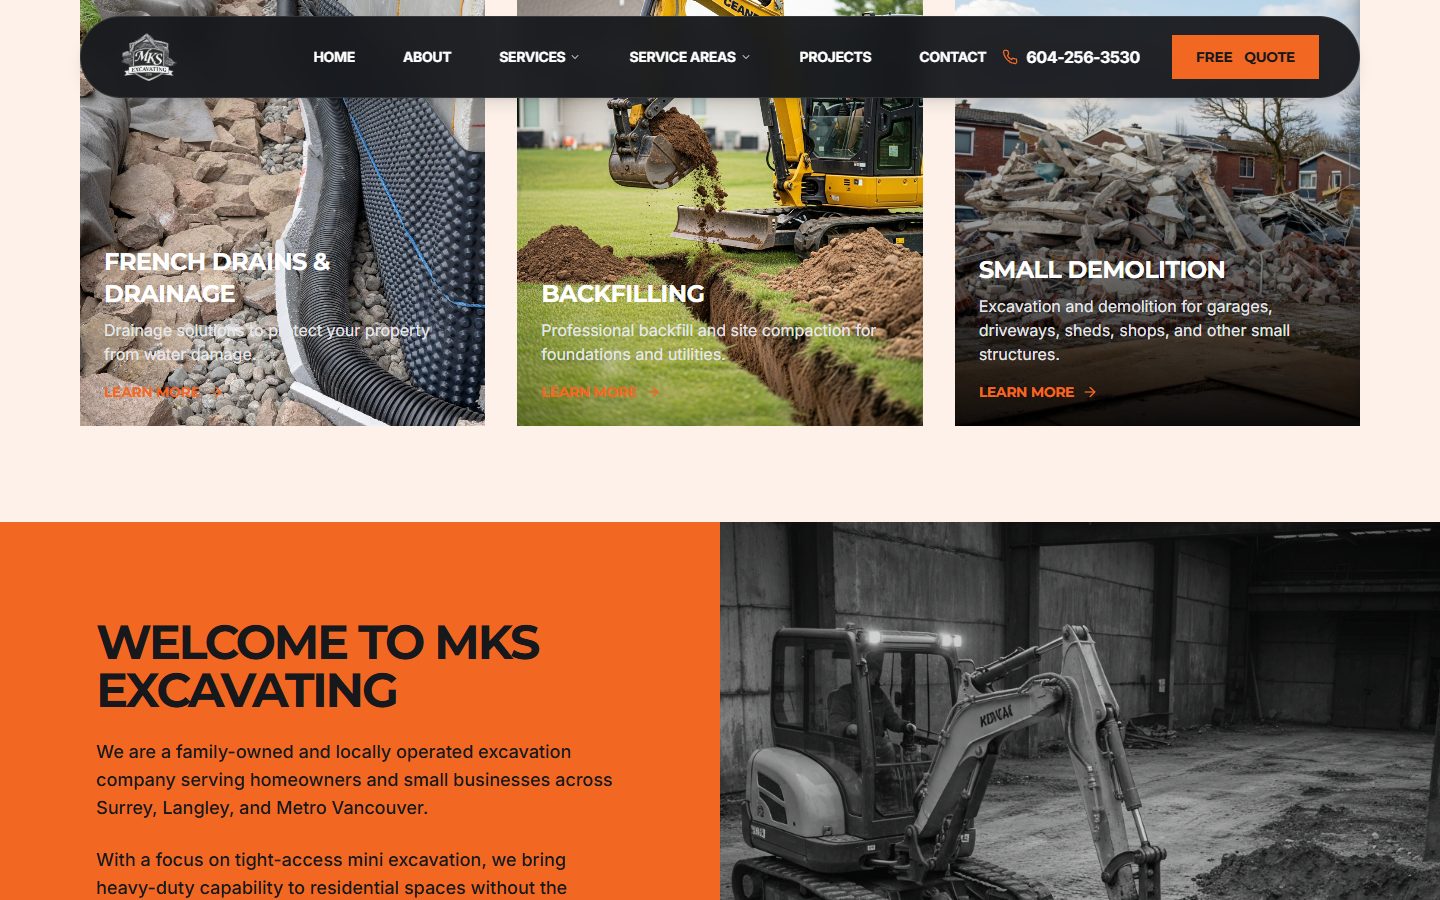 MKS
EXCAVATING
HOME
ABOUT
SERVICES
SERVICE AREAS
PROJECTS
CONTACT
604-256-3530
FREE QUOTE
FRENCH DRAINS &
DRAINAGE
Drainage solutions to protect your property
from water damage.
LEARN MORE
BACKFILLING
Professional backfill and site compaction for
foundations and utilities.
LEARN MORE
SMALL DEMOLITION
Excavation and demolition for garages,
driveways, sheds, shops, and other small
structures.
LEARN MORE
WELCOME TO MKS
EXCAVATING
We are a family-owned and locally operated excavation
company serving homeowners and small businesses across
Surrey, Langley, and Metro Vancouver.
With a focus on tight-access mini excavation, we bring
heavy-duty capability to residential spaces without the